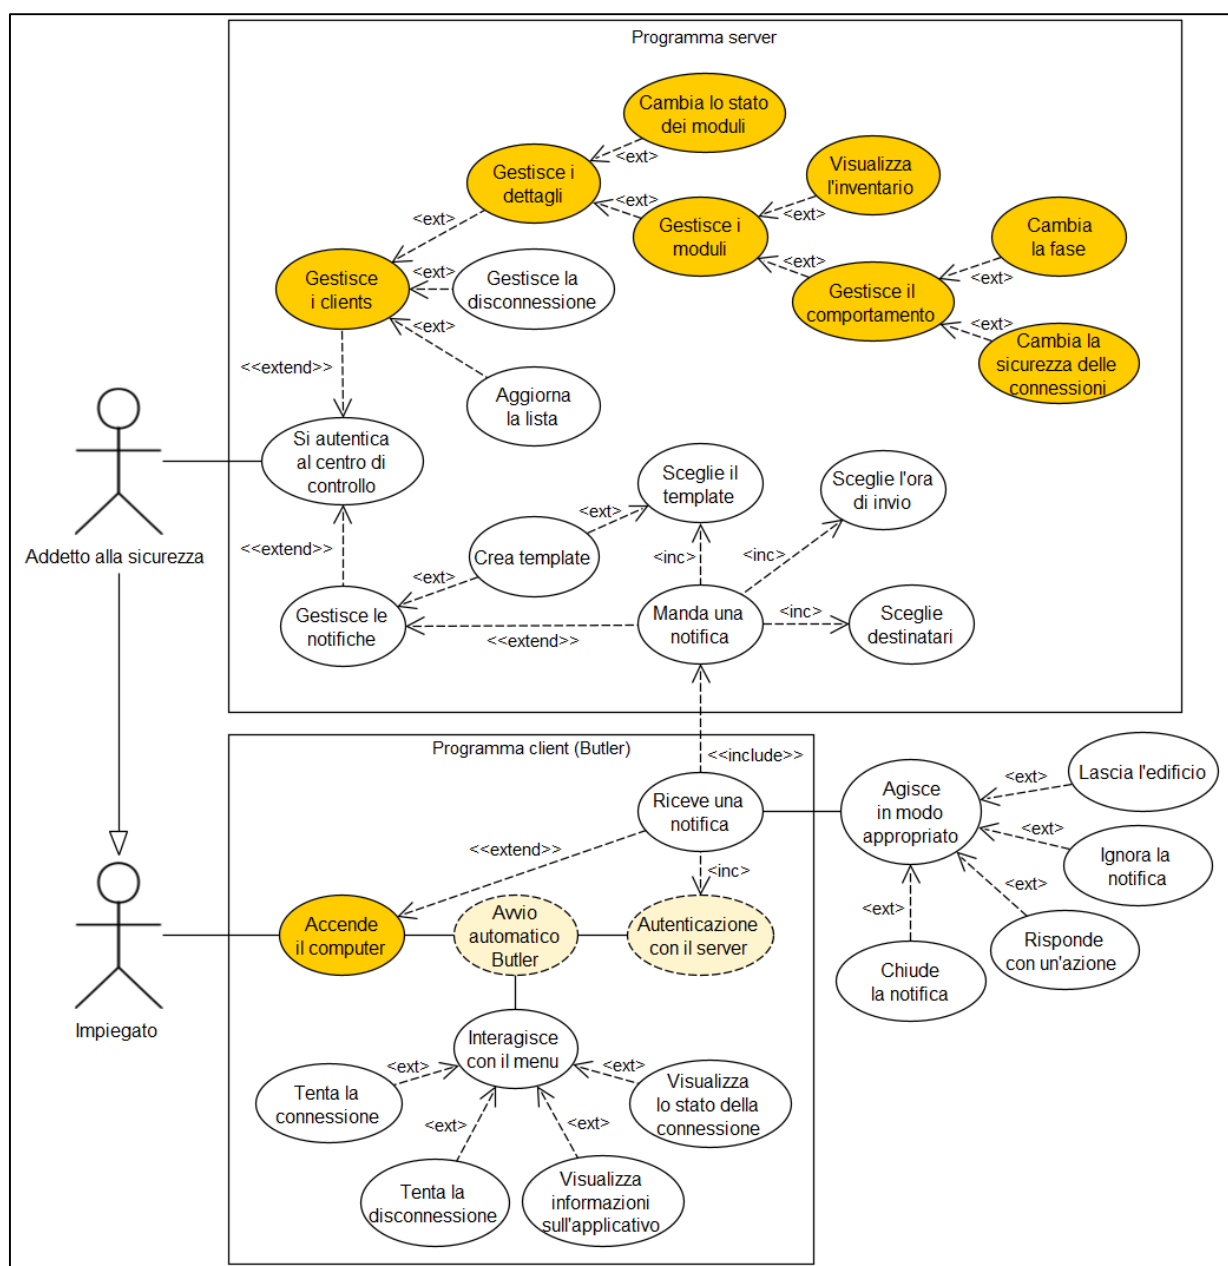 Programma server
Cambia lo stato
dei moduli
<ext>
Gestisce i
dettagli
Visualizza
l'inventario
<ext>
<ext>
<ext>
Gestisce i
moduli
Cambia
la fase
<ext>
<ext>
Gestisce
i clients
<ext>
Gestisce la
disconnessione
Gestisce il
comportamento
<ext>
<ext>
<ext>
Cambia la
sicurezza delle
connessioni
<<extend>>
Aggiorna
la lista
Si autentica
al centro di
controllo
Sceglie il
template
Sceglie l'ora
di invio
<ext>
<<extend>>
Addetto alla sicurezza
Crea template
<inc>
<inc>
<ext>
Gestisce le
notifiche
<<extend>>
Manda una
notifica
<inc>
Sceglie
destinatari
Programma client (Butler)
<<include>>
Riceve una
notifica
Agisce
in modo
appropriato
<ext>
Lascia l'edificio
<<extend>>
<inc>
<ext>
Ignora la
notifica
<ext>
<ext>
Accende
il computer
Avvio
automatico
Butler
Autenticazione
con il server
Risponde
con un'azione
Chiude
la notifica
Impiegato
Interagisce
con il menu
<ext>
<ext>
Tenta la
connessione
Visualizza
lo stato della
connessione
<ext>
<ext>
Tenta la
disconnessione
Visualizza
informazioni
sull'applicativo